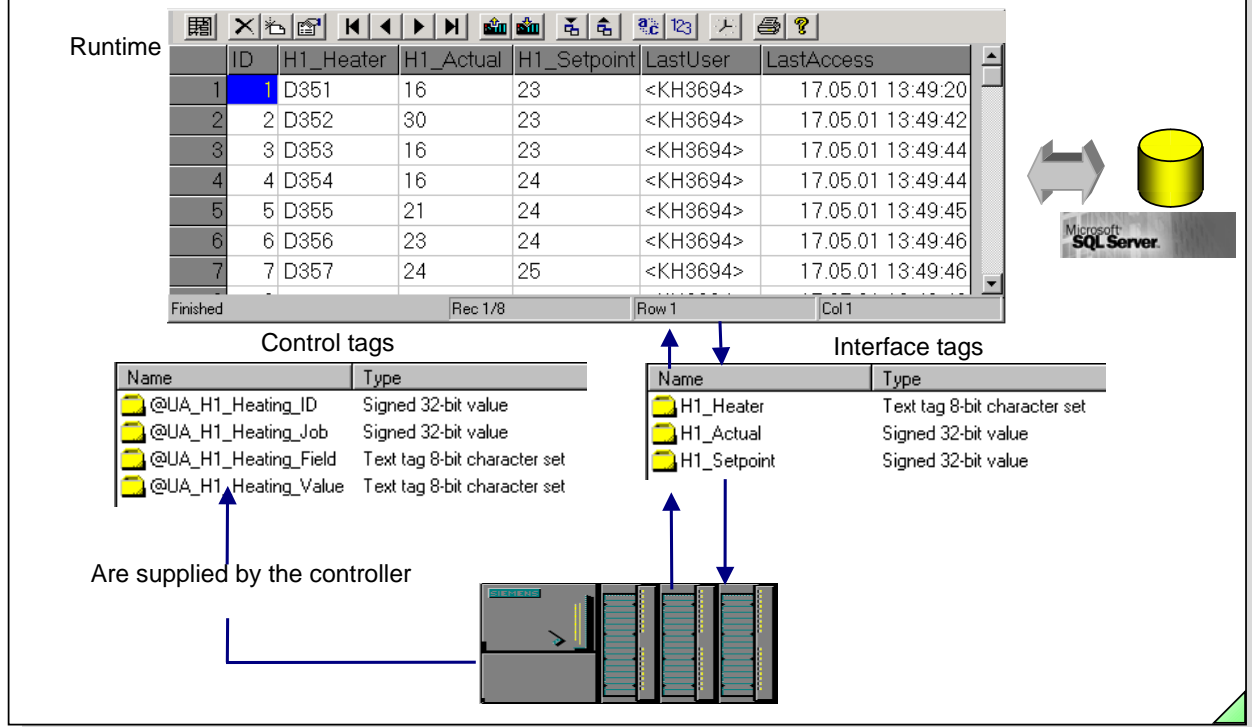 Runtime
ID H1_Heater H1_Actual H1_Setpoint LastUser LastAccess
1 1 D351 16 23 <KH3694> 17.05.01 13:49:20
2 2 D352 30 23 <KH3694> 17.05.01 13:49:42
3 3 D353 16 23 <KH3694> 17.05.01 13:49:44
4 4 D354 16 24 <KH3694> 17.05.01 13:49:44
5 5 D355 21 24 <KH3694> 17.05.01 13:49:45
6 6 D356 23 24 <KH3694> 17.05.01 13:49:46
7 7 D357 24 25 <KH3694> 17.05.01 13:49:46
Finished Rec 1/8 Row 1 Col 1
Microsoft
SQL Server.
Control tags
Name Type
@UA_H1_Heating_ID Signed 32-bit value
@UA_H1_Heating_Job Signed 32-bit value
@UA_H1_Heating_Field Text tag 8-bit character set
@UA_H1_Heating_Value Text tag 8-bit character set
Interface tags
Name Type
H1_Heater Text tag 8-bit character set
H1_Actual Signed 32-bit value
H1_Setpoint Signed 32-bit value
Are supplied by the controller
SIEMENS